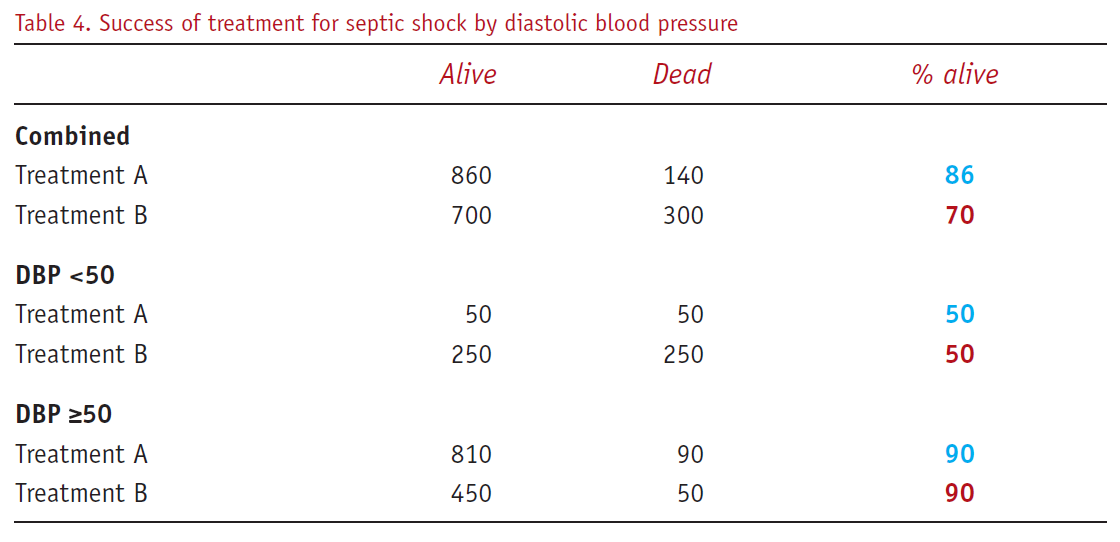 Table 4. Success of treatment for septic shock by diastolic blood pressure
Alive Dead % alive
Combined
Treatment A 860 140 86
Treatment B 700 300 70
DBP <50
Treatment A 50 50 50
Treatment B 250 250 50
DBP ≥50
Treatment A 810 90 90
Treatment B 450 50 90